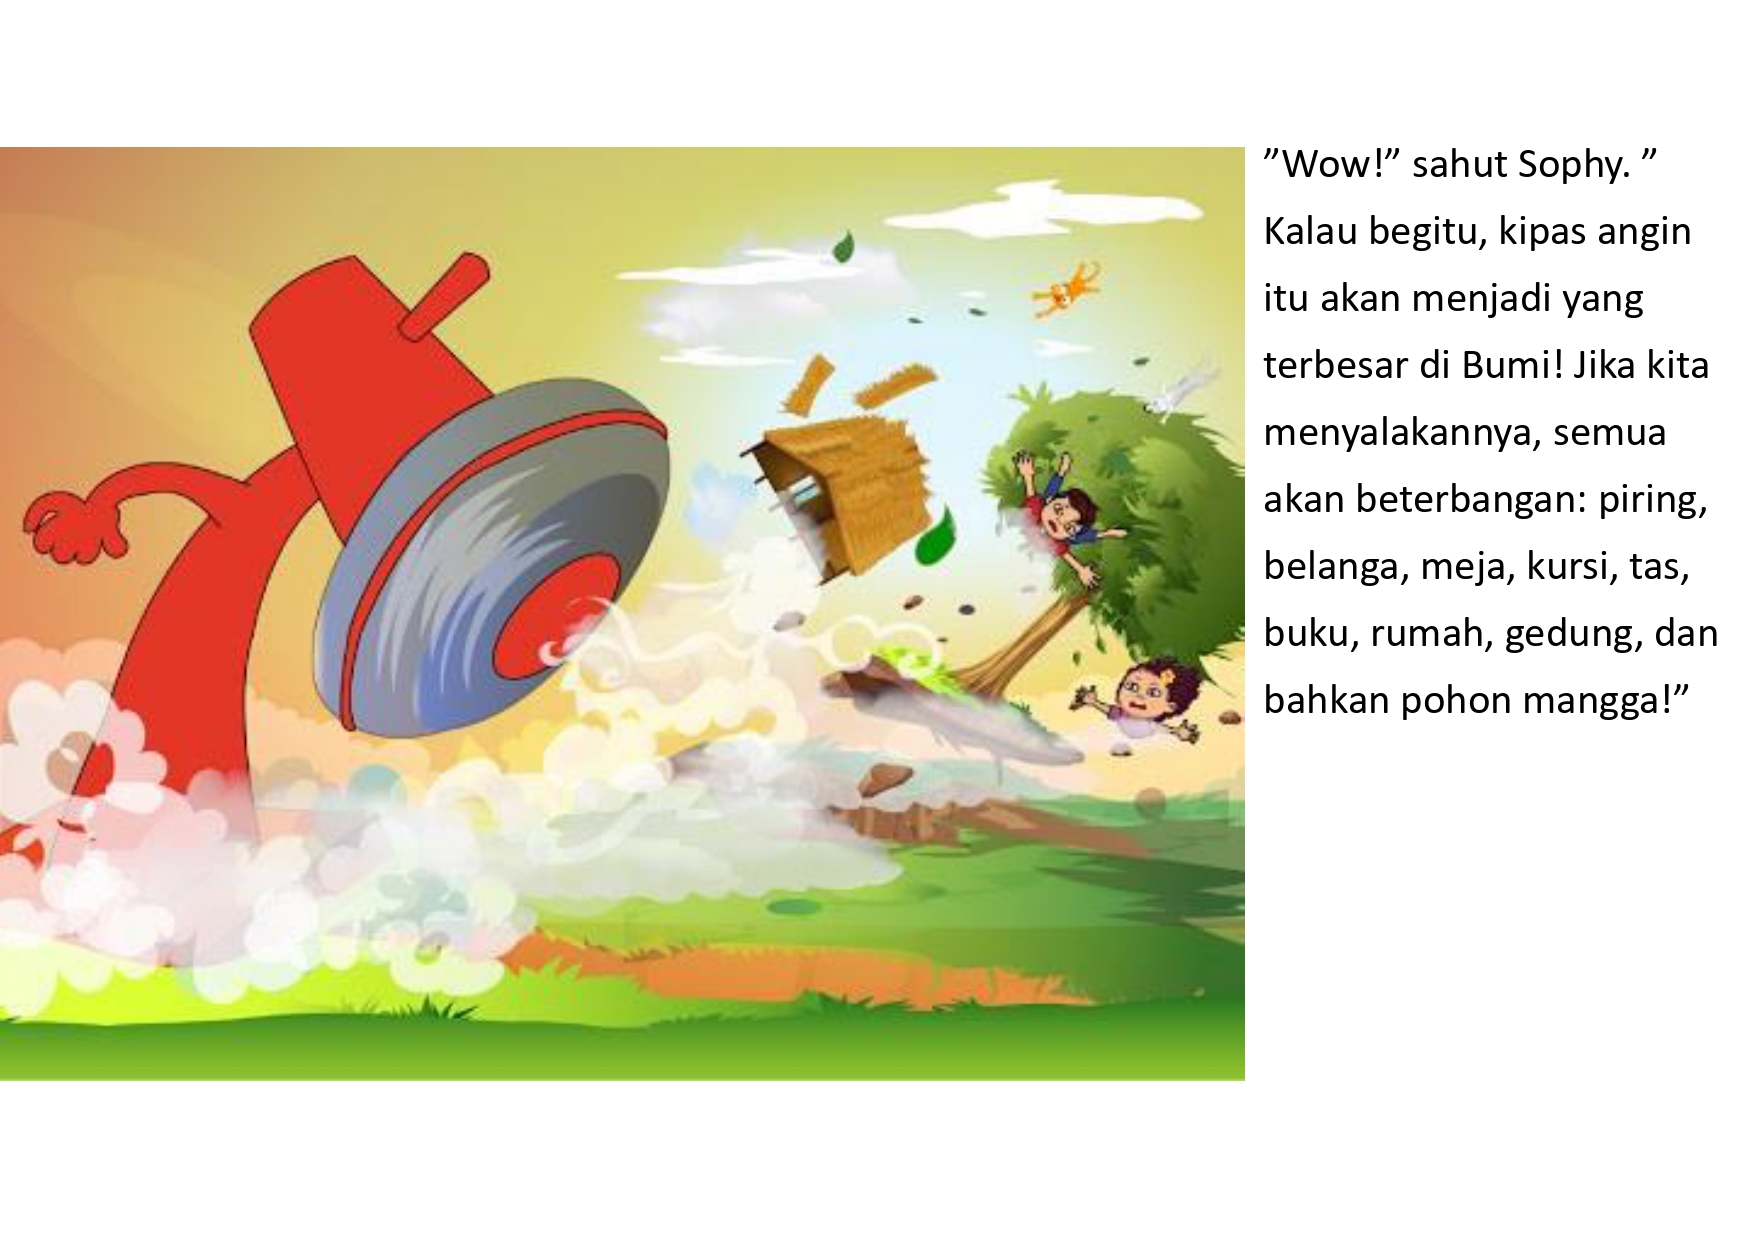 ”Wow!” sahut Sophy. ”
Kalau begitu, kipas angin
itu akan menjadi yang
terbesar di Bumi! Jika kita
menyalakannya, semua
akan beterbangan: piring,
belanga, meja, kursi, tas,
buku, rumah, gedung, dan
bahkan pohon mangga!”